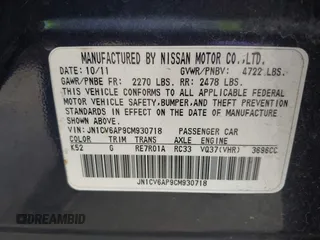 MANUFACTURED BY NISSAN MOTOR CO.,LTD.
DATE: 10/11 GVWR/PNBV: 4722 LBS.
GAWR/PNBE FR: 2270 LBS. RR: 2478 LBS.
THIS VEHICLE CONFORMS TO ALL APPLICABLE FEDERAL
MOTOR VEHICLE SAFETY,BUMPER,AND THEFT PREVENTION
STANDARDS IN EFFECT ON THE DATE OF MANUFACTURE
SHOWN ABOVE.
VIN:JN1CV6AP9CM930718 PASSENGER CAR
COLOR TRIM TRANS AXLE ENGINE
K52 G RE7R01A RC33 VQ37(VHR) 3696CC.
JN1CV6AP9CM930718
© AutoBidMaster